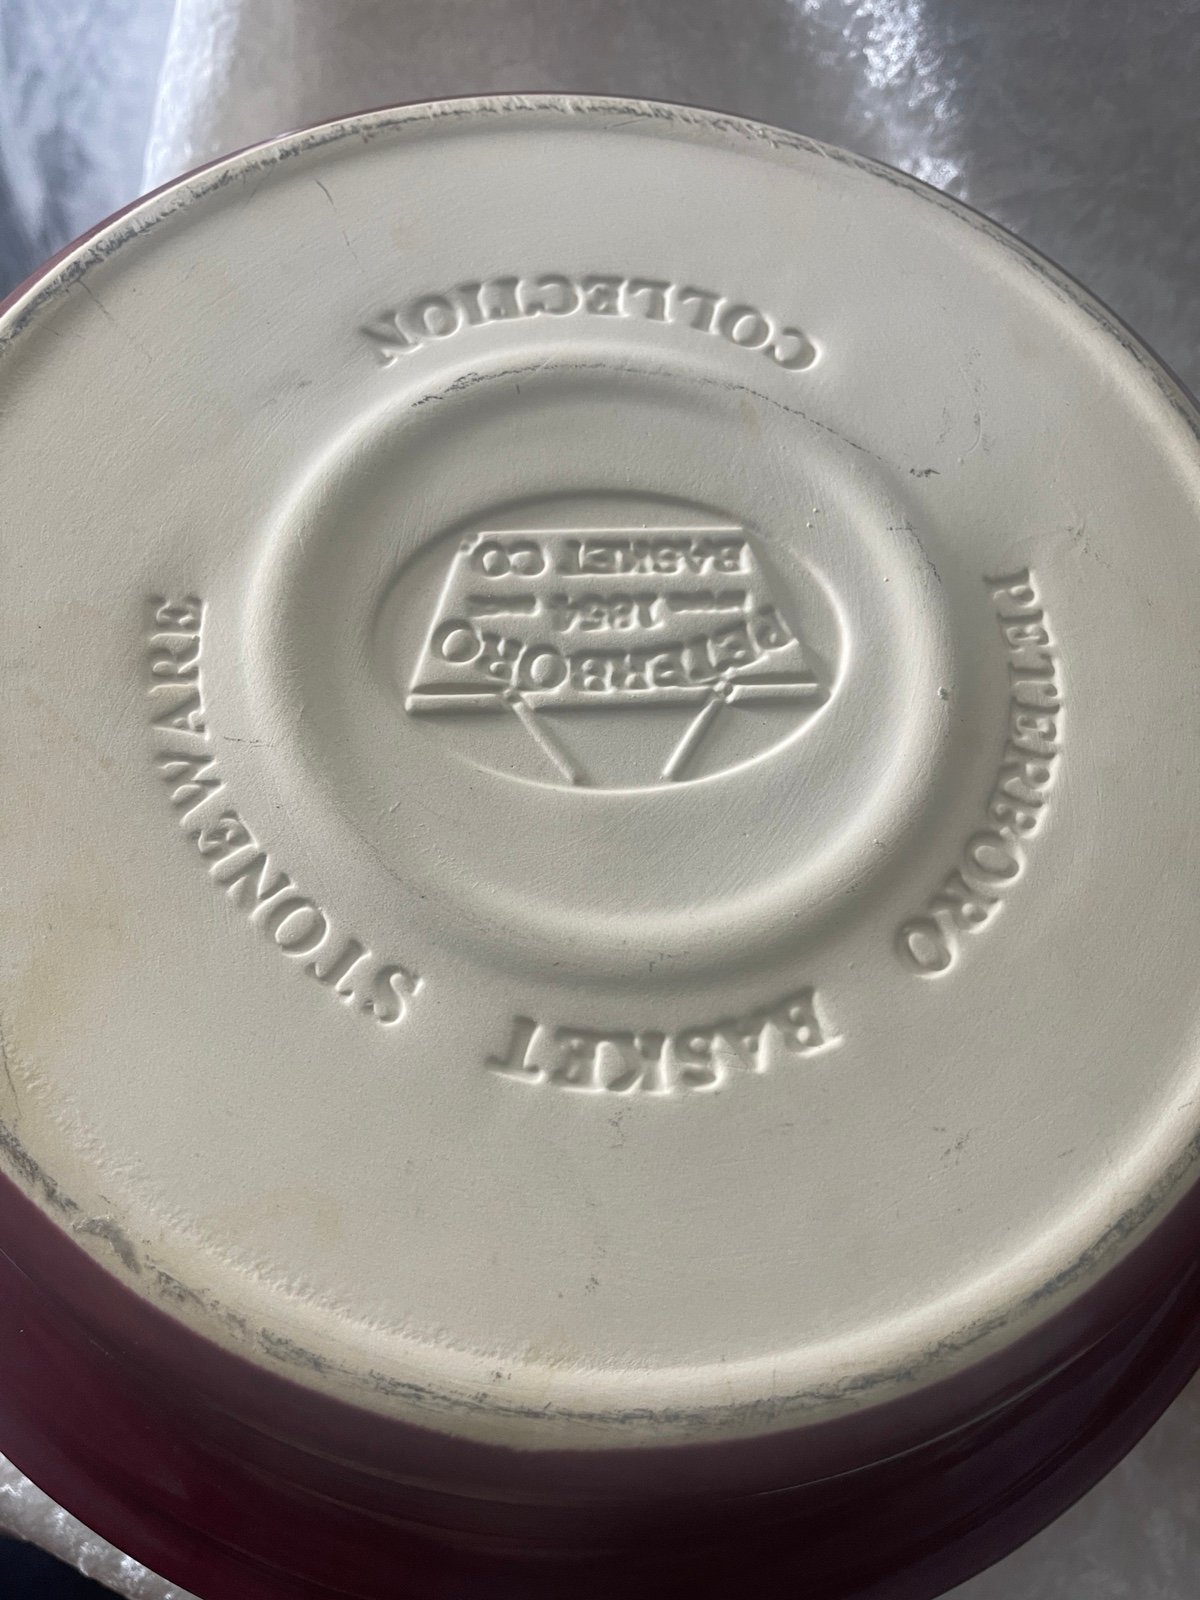 PETERBORO BASKET STONEWARE
COLLECTION
PETERBORO
1854
BASKET CO.